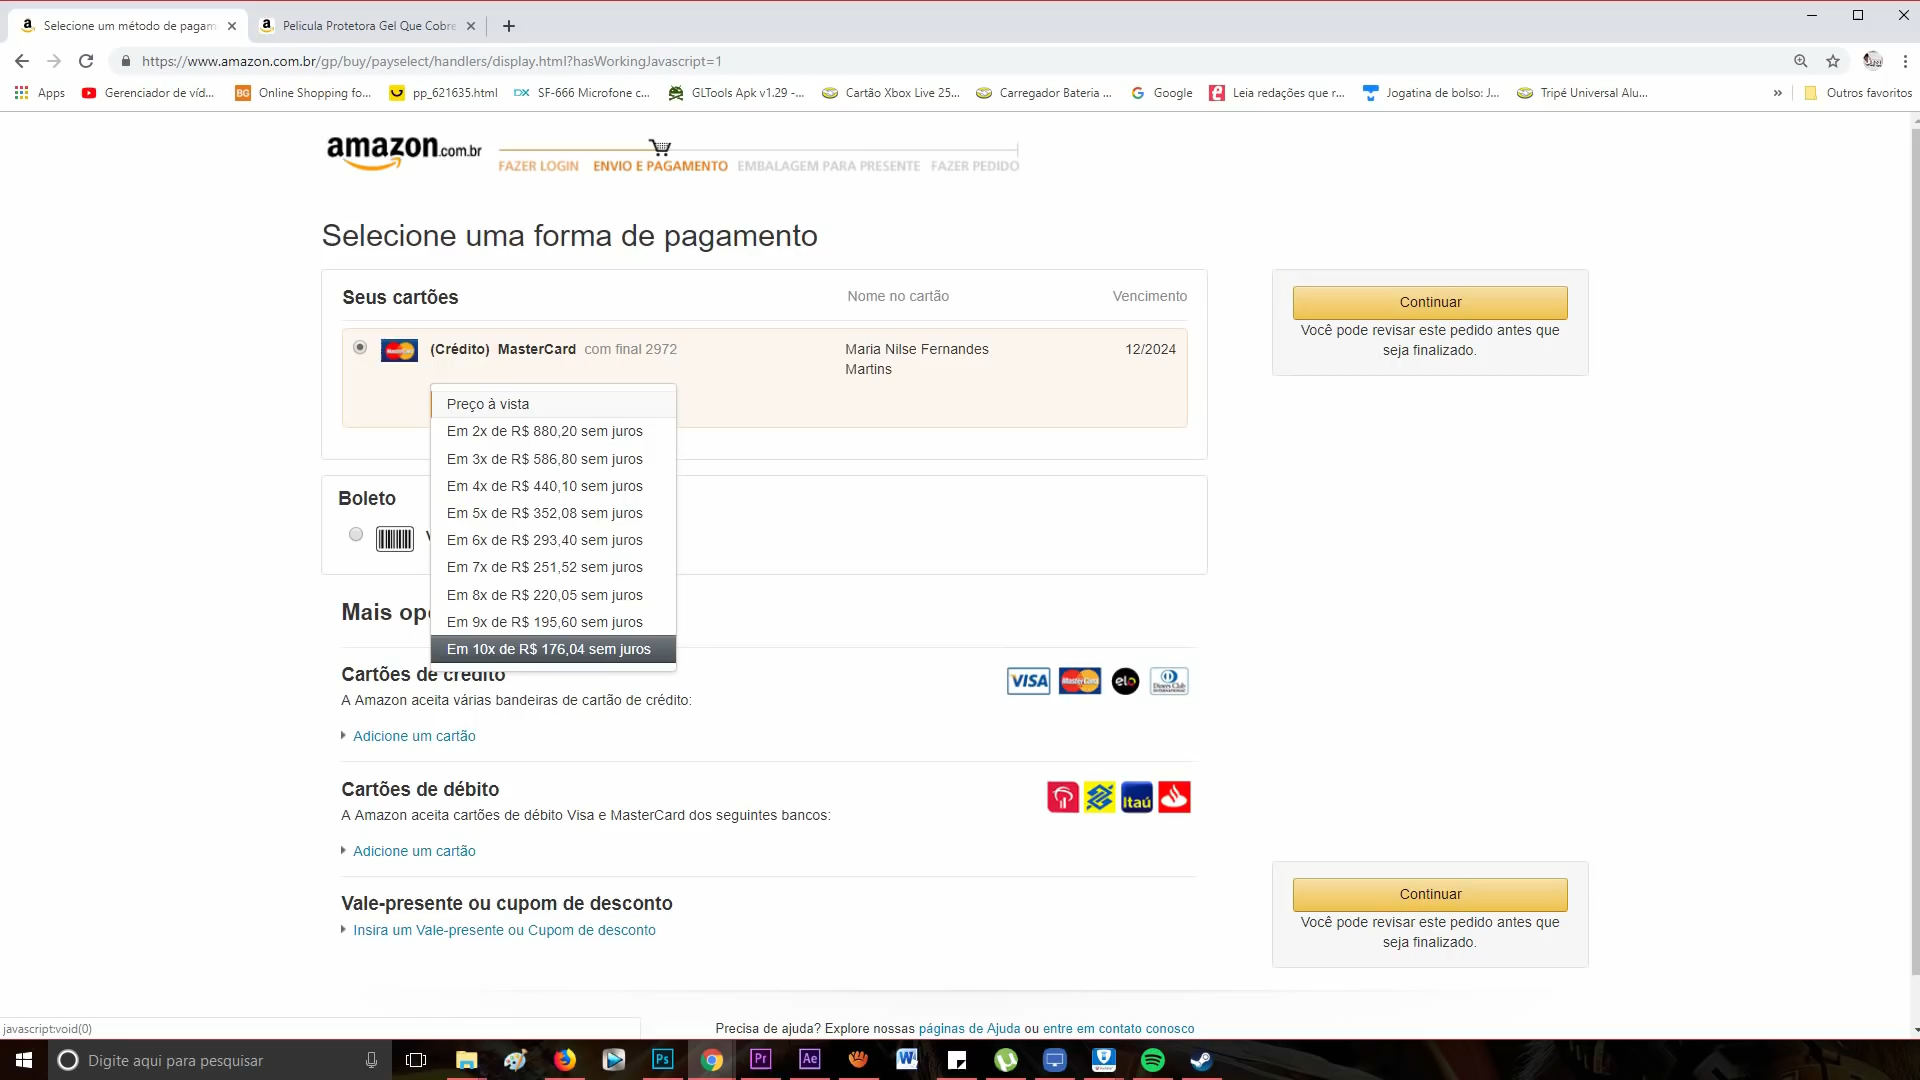 Selecione um método de pagam
Película Protetora Gel Que Cobre
https://www.amazon.com.br/gp/buy/payselect/handlers/display.html?hasWorkingJavascript=1
Apps
Gerenciador de víd...
BG
Online Shopping fo...
pp_621635.html
DX
SF-666 Microfone c...
GLTools Apk v1.29 -...
Cartão Xbox Live 25...
Carregador Bateria ...
Google
Leia redações que r...
Jogatina de bolso: J...
Tripé Universal Alu...
»
Outros favoritos
amazon.com.br
FAZER LOGIN ENVIO E PAGAMENTO EMBALAGEM PARA PRESENTE FAZER PEDIDO
Selecione uma forma de pagamento
Seus cartões
Nome no cartão
Vencimento
(Crédito) MasterCard com final 2972
Maria Nilse Fernandes
Martins
12/2024
Preço à vista
Em 2x de R$ 880,20 sem juros
Em 3x de R$ 586,80 sem juros
Em 4x de R$ 440,10 sem juros
Em 5x de R$ 352,08 sem juros
Em 6x de R$ 293,40 sem juros
Em 7x de R$ 251,52 sem juros
Em 8x de R$ 220,05 sem juros
Em 9x de R$ 195,60 sem juros
Em 10x de R$ 176,04 sem juros
Continuar
Você pode revisar este pedido antes que
seja finalizado.
Boleto
Mais op
Cartões de crédito
A Amazon aceita várias bandeiras de cartão de crédito:
VISA
MasterCard
elo
Diners Club
INTERNATIONAL
Adicione um cartão
Cartões de débito
A Amazon aceita cartões de débito Visa e MasterCard dos seguintes bancos:
Itaú
Adicione um cartão
Vale-presente ou cupom de desconto
Insira um Vale-presente ou Cupom de desconto
Continuar
Você pode revisar este pedido antes que
seja finalizado.
Precisa de ajuda? Explore nossas páginas de Ajuda ou entre em contato conosco
javascript:void(0)
Digite aqui para pesquisar
Ps
Pr
Ae